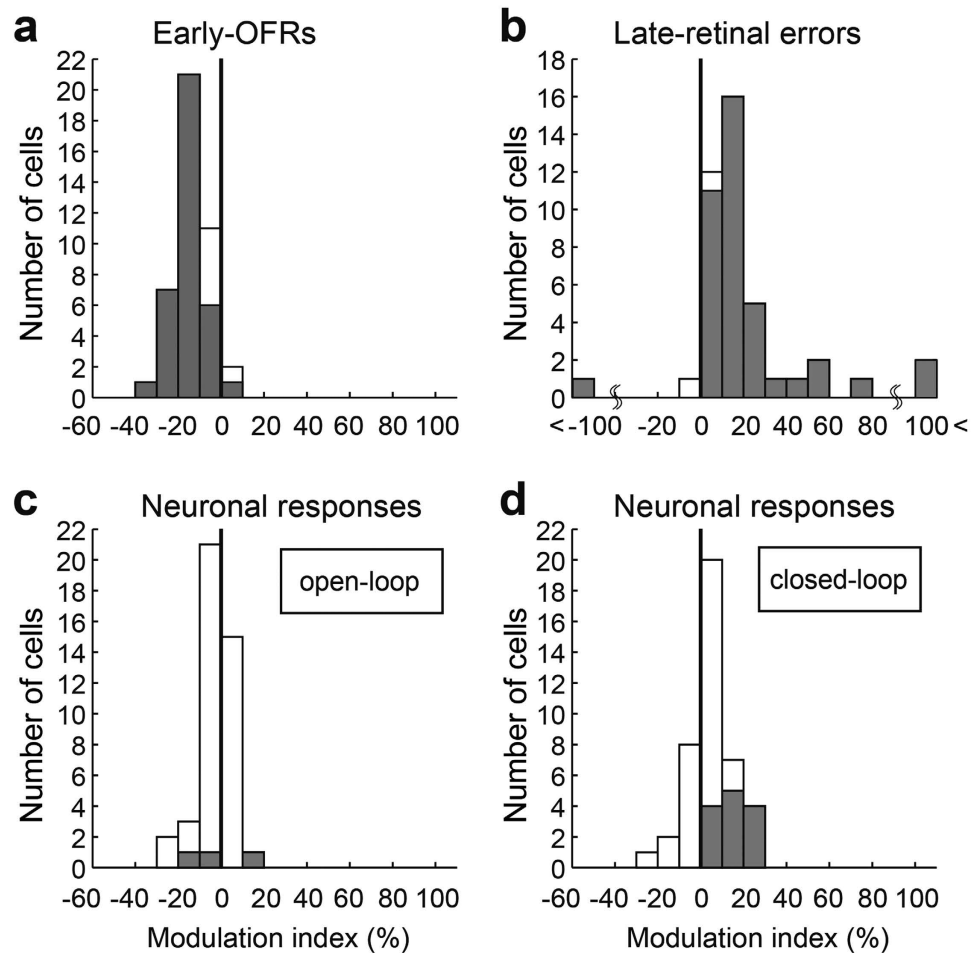 a Early-OFRs
Number of cells
22
20
18
16
14
12
10
8
6
4
2
0
-60 -40 -20 0 20 40 60 80 100
b Late-retinal errors
Number of cells
18
16
14
12
10
8
6
4
2
0
< -100 -20 0 20 40 60 80 100 <
c Neuronal responses
open-loop
Number of cells
22
20
18
16
14
12
10
8
6
4
2
0
-60 -40 -20 0 20 40 60 80 100
Modulation index (%)
d Neuronal responses
closed-loop
Number of cells
22
20
18
16
14
12
10
8
6
4
2
0
-60 -40 -20 0 20 40 60 80 100
Modulation index (%)